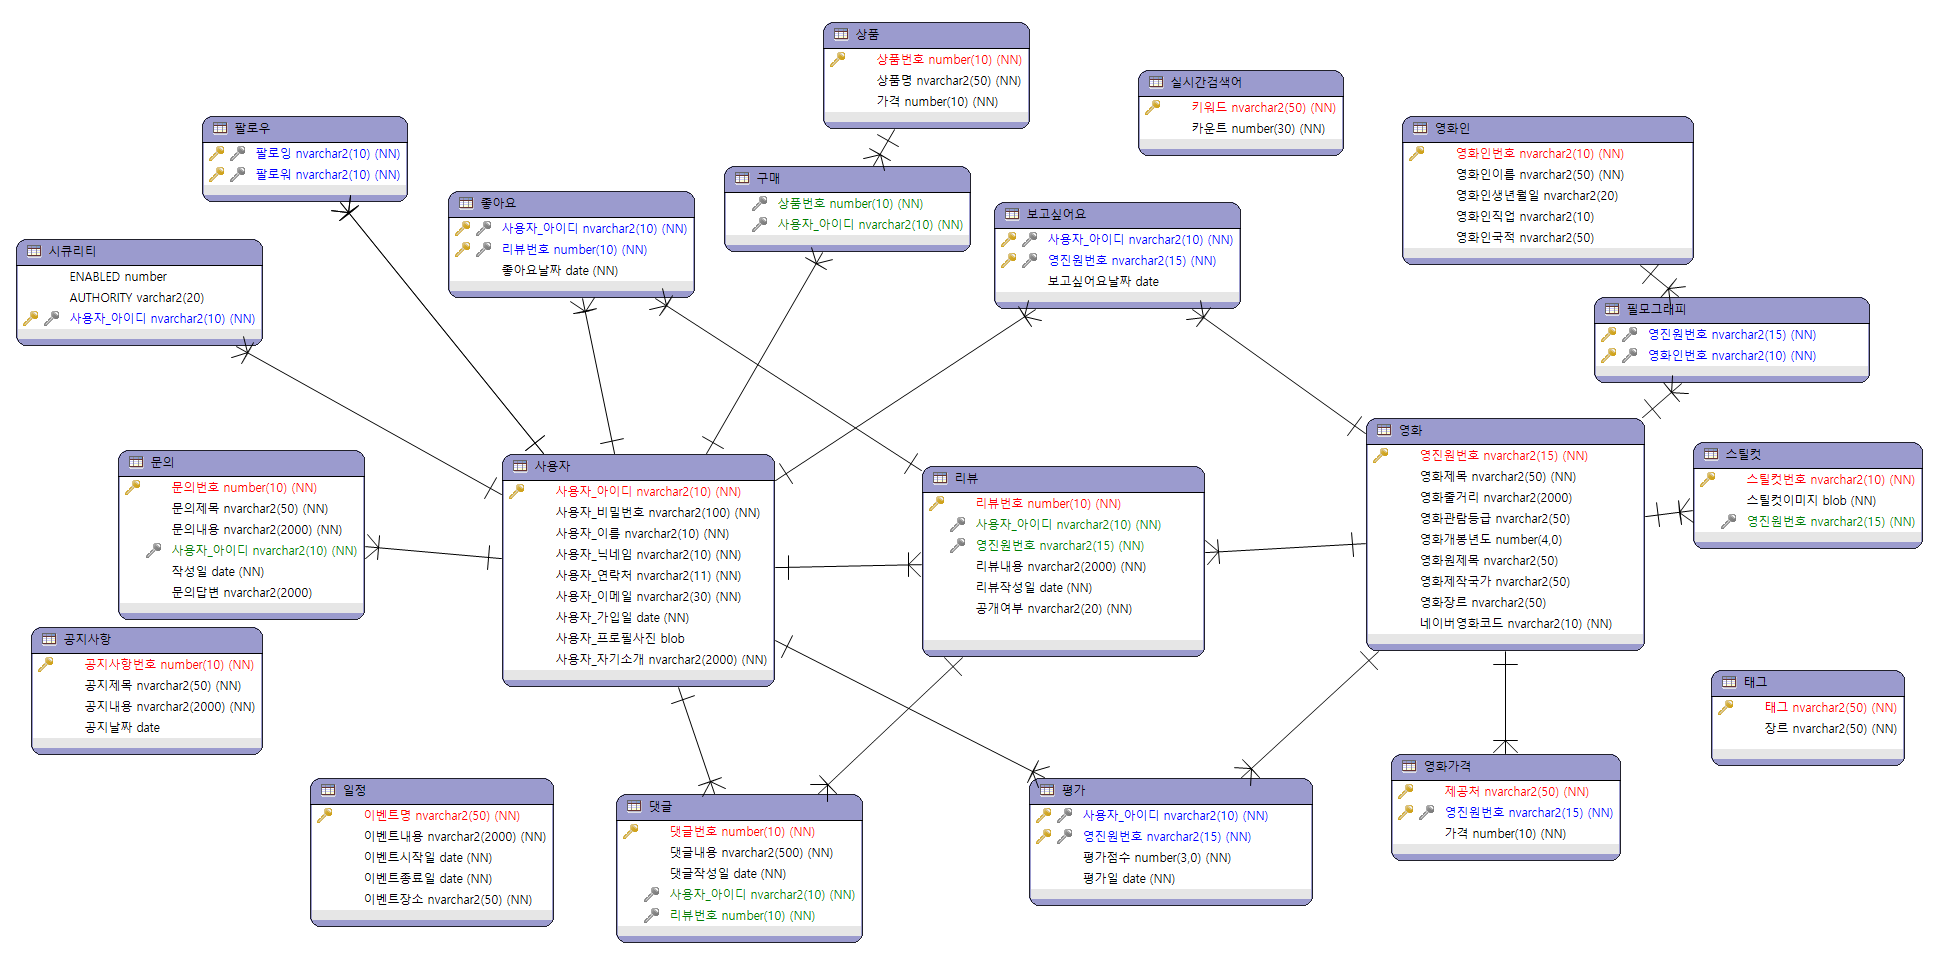 상품
상품번호 number(10) (NN)
상품명 nvarchar2(50) (NN)
가격 number(10) (NN)
실시간검색어
키워드 nvarchar2(50) (NN)
카운트 number(30) (NN)
팔로우
팔로잉 nvarchar2(10) (NN)
팔로워 nvarchar2(10) (NN)
영화인
영화인번호 nvarchar2(10) (NN)
영화인이름 nvarchar2(50) (NN)
영화인생년월일 nvarchar2(20)
영화인직업 nvarchar2(10)
영화인국적 nvarchar2(50)
구매
상품번호 number(10) (NN)
사용자_아이디 nvarchar2(10) (NN)
좋아요
사용자_아이디 nvarchar2(10) (NN)
리뷰번호 number(10) (NN)
좋아요날짜 date (NN)
보고싶어요
사용자_아이디 nvarchar2(10) (NN)
영진원번호 nvarchar2(15) (NN)
보고싶어요날짜 date
시큐리티
ENABLED number
AUTHORITY varchar2(20)
사용자_아이디 nvarchar2(10) (NN)
필모그래피
영진원번호 nvarchar2(15) (NN)
영화인번호 nvarchar2(10) (NN)
문의
문의번호 number(10) (NN)
문의제목 nvarchar2(50) (NN)
문의내용 nvarchar2(2000) (NN)
사용자_아이디 nvarchar2(10) (NN)
작성일 date (NN)
문의답변 nvarchar2(2000)
사용자
사용자_아이디 nvarchar2(10) (NN)
사용자_비밀번호 nvarchar2(100) (NN)
사용자_이름 nvarchar2(10) (NN)
사용자_닉네임 nvarchar2(10) (NN)
사용자_연락처 nvarchar2(11) (NN)
사용자_이메일 nvarchar2(30) (NN)
사용자_가입일 date (NN)
사용자_프로필사진 blob
사용자_자기소개 nvarchar2(2000) (NN)
리뷰
리뷰번호 number(10) (NN)
사용자_아이디 nvarchar2(10) (NN)
영진원번호 nvarchar2(15) (NN)
리뷰내용 nvarchar2(2000) (NN)
리뷰작성일 date (NN)
공개여부 nvarchar2(20) (NN)
영화
영진원번호 nvarchar2(15) (NN)
영화제목 nvarchar2(50) (NN)
영화줄거리 nvarchar2(2000)
영화관람등급 nvarchar2(50)
영화개봉년도 number(4,0)
영화원제목 nvarchar2(50)
영화제작국가 nvarchar2(50)
영화장르 nvarchar2(50)
네이버영화코드 nvarchar2(10) (NN)
스틸컷
스틸컷번호 nvarchar2(10) (NN)
스틸컷이미지 blob (NN)
영진원번호 nvarchar2(15) (NN)
공지사항
공지사항번호 number(10) (NN)
공지제목 nvarchar2(50) (NN)
공지내용 nvarchar2(2000) (NN)
공지날짜 date
태그
태그 nvarchar2(50) (NN)
장르 nvarchar2(50) (NN)
일정
이벤트명 nvarchar2(50) (NN)
이벤트내용 nvarchar2(2000) (NN)
이벤트시작일 date (NN)
이벤트종료일 date (NN)
이벤트장소 nvarchar2(50) (NN)
댓글
댓글번호 number(10) (NN)
댓글내용 nvarchar2(500) (NN)
댓글작성일 date (NN)
사용자_아이디 nvarchar2(10) (NN)
리뷰번호 number(10) (NN)
평가
사용자_아이디 nvarchar2(10) (NN)
영진원번호 nvarchar2(15) (NN)
평가점수 number(3,0) (NN)
평가일 date (NN)
영화가격
제공처 nvarchar2(50) (NN)
영진원번호 nvarchar2(15) (NN)
가격 number(10) (NN)